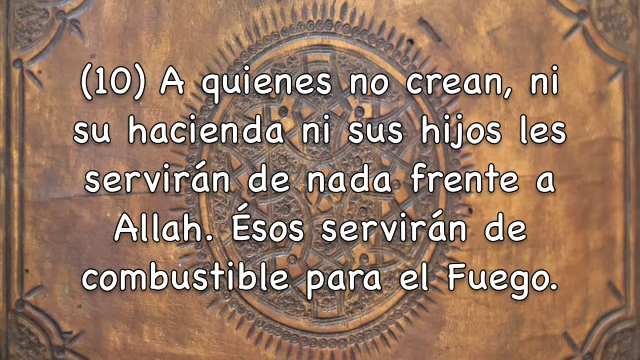 (10) A quienes no crean, ni
su hacienda ni sus hijos les
servirán de nada frente a
Allah. Ésos servirán de
combustible para el Fuego.